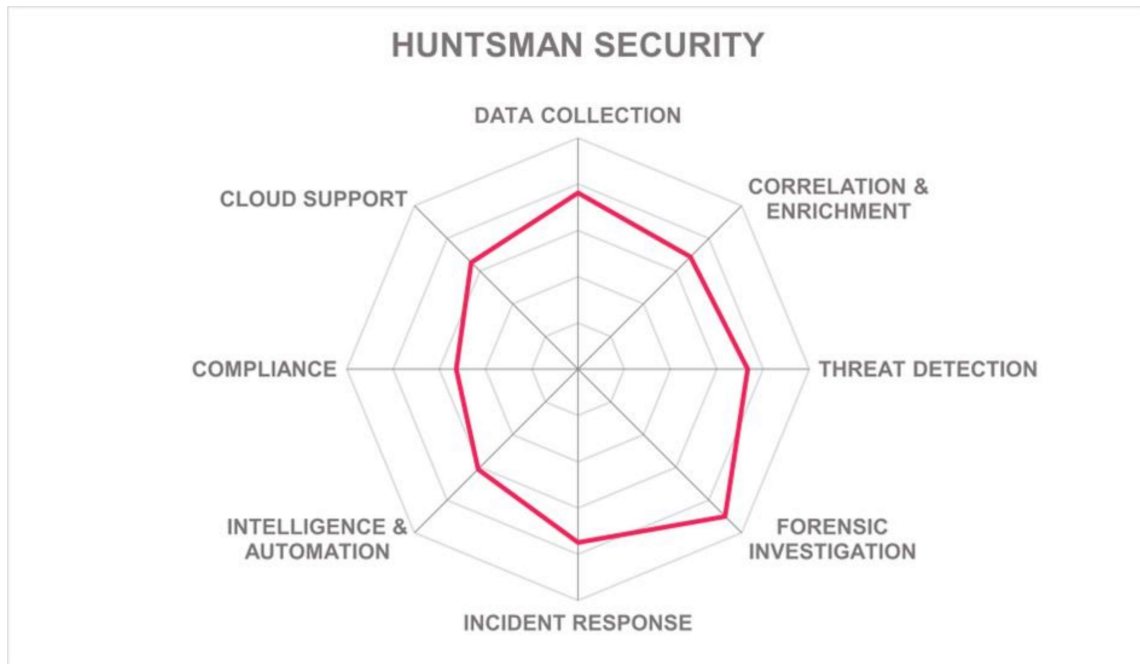 HUNTSMAN SECURITY
DATA COLLECTION
CLOUD SUPPORT
CORRELATION &
ENRICHMENT
COMPLIANCE
THREAT DETECTION
INTELLIGENCE &
AUTOMATION
FORENSIC
INVESTIGATION
INCIDENT RESPONSE